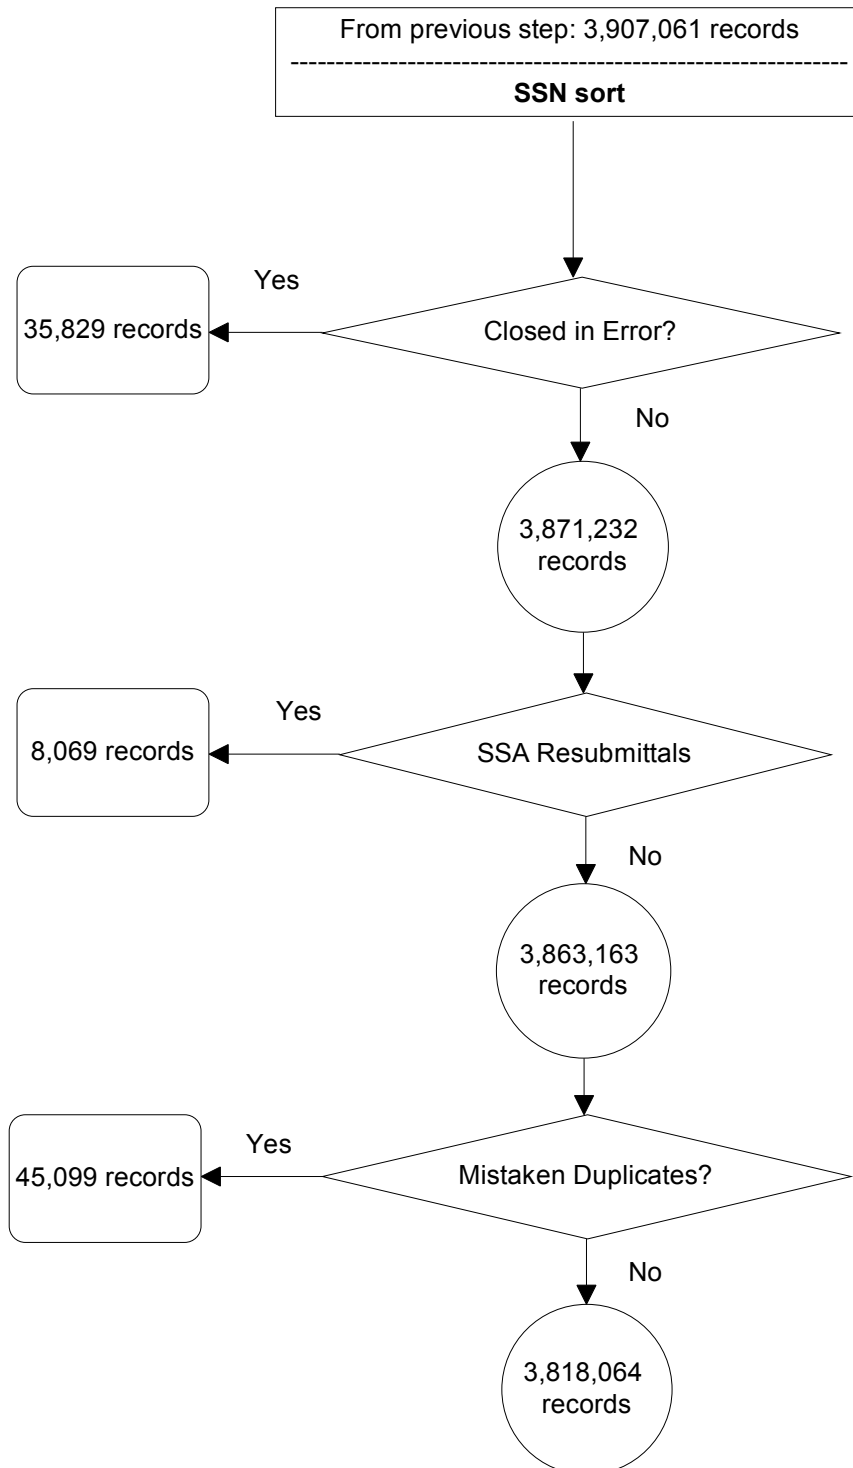 From previous step: 3,907,061 records
------------------------------------------------------------
SSN sort
Yes
35,829 records
Closed in Error?
No
3,871,232
records
Yes
8,069 records
SSA Resubmittals
No
3,863,163
records
Yes
45,099 records
Mistaken Duplicates?
No
3,818,064
records